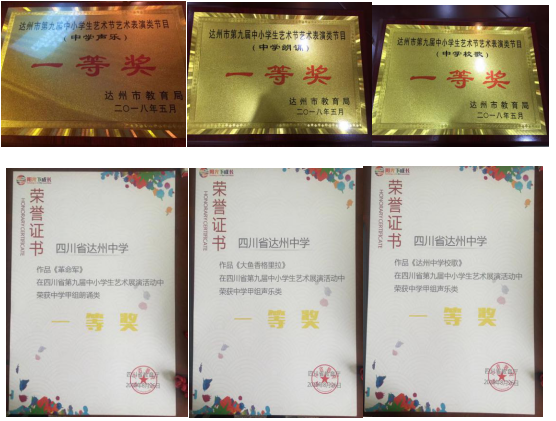 达州市第九届中小学生艺术节艺术表演类节目
（中学声乐）
一等奖
达州市教育局
二〇一八年五月
达州市第九届中小学生艺术节艺术表演类节目
（中学朗诵）
一等奖
达州市教育局
二〇一八年五月
达州市第九届中小学生艺术节艺术表演类节目
（中学校歌）
一等奖
达州市教育局
二〇一八年五月
荣誉证书
HONORARY CERTIFICATE
四川省达州中学
作品《革命军》
在四川省第九届中小学生艺术展演活动中
荣获中学甲组朗诵类
一等奖
荣誉证书
HONORARY CERTIFICATE
四川省达州中学
作品《大鱼香格里拉》
在四川省第九届中小学生艺术展演活动中
荣获中学甲组声乐类
一等奖
荣誉证书
HONORARY CERTIFICATE
四川省达州中学
作品《达州中学校歌》
在四川省第九届中小学生艺术展演活动中
荣获中学甲组声乐类
一等奖